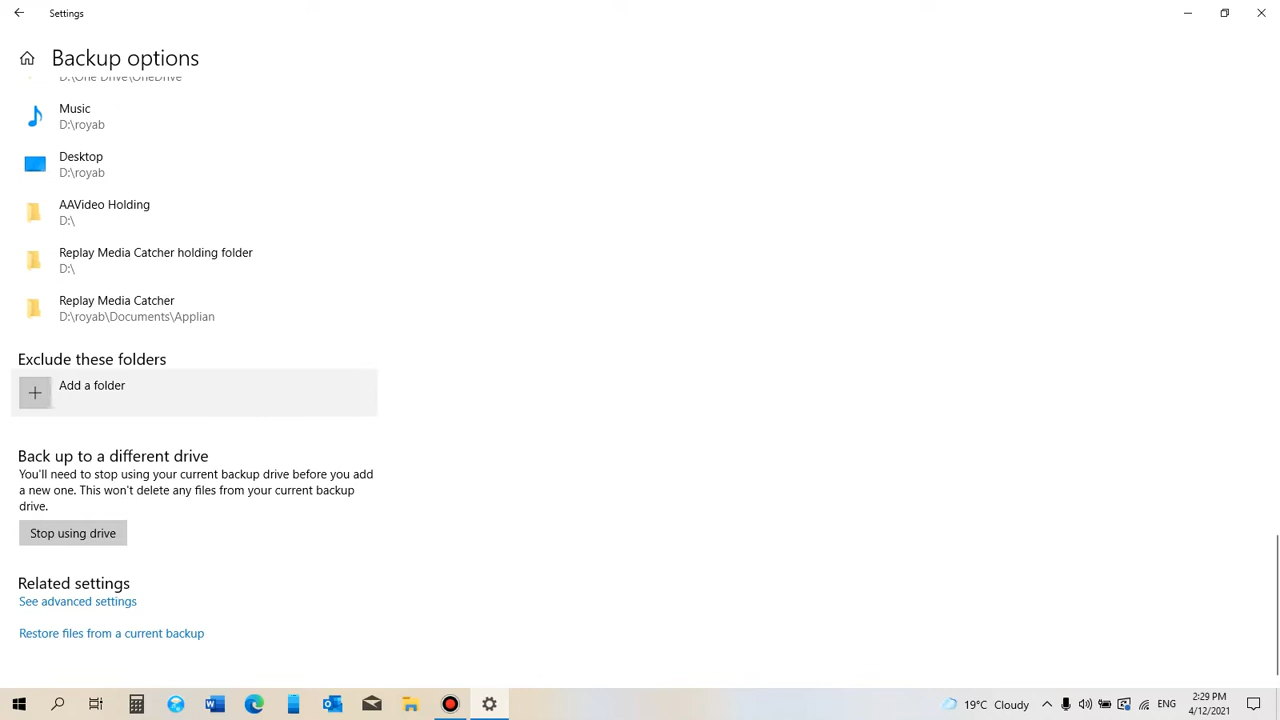 Settings
Backup options
D:\One Drive\OneDrive
Music
D:\royab
Desktop
D:\royab
AAVideo Holding
D:\
Replay Media Catcher holding folder
D:\
Replay Media Catcher
D:\royab\Documents\Applian
Exclude these folders
Add a folder
Back up to a different drive
You'll need to stop using your current backup drive before you add
a new one. This won't delete any files from your current backup
drive.
Stop using drive
Related settings
See advanced settings
Restore files from a current backup
19°C Cloudy
ENG
2:29 PM
4/12/2021